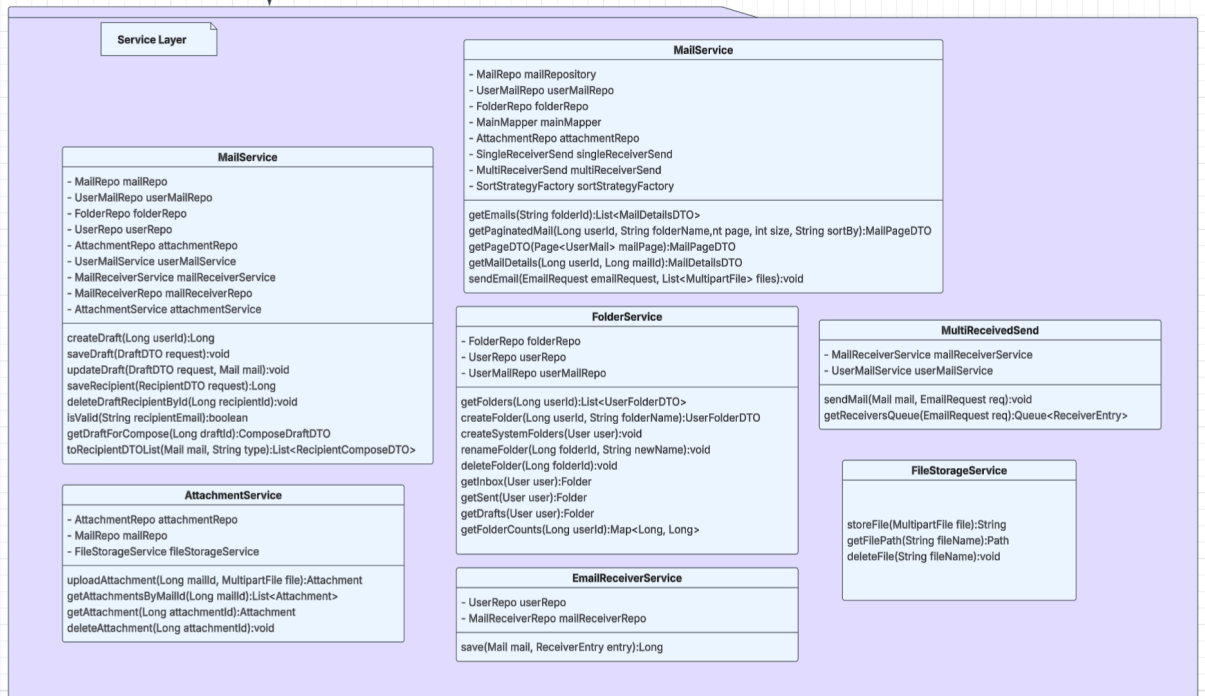 Service Layer
MailService
- MailRepo mailRepository
- UserMailRepo userMailRepo
- FolderRepo folderRepo
- MainMapper mainMapper
- AttachmentRepo attachmentRepo
- SingleReceiverSend singleReceiverSend
- MultiReceiverSend multiReceiverSend
- SortStrategyFactory sortStrategyFactory
getEmails(String folderId):List<MailDetailsDTO>
getPaginatedMail(Long userId, String folderName,nt page, int size, String sortBy):MailPageDTO
getPageDTO(Page<UserMail> mailPage):MailPageDTO
getMailDetails(Long userId, Long mailId):MailDetailsDTO
sendEmail(EmailRequest emailRequest, List<MultipartFile> files):void
MailService
- MailRepo mailRepo
- UserMailRepo userMailRepo
- FolderRepo folderRepo
- UserRepo userRepo
- AttachmentRepo attachmentRepo
- UserMailService userMailService
- MailReceiverService mailReceiverService
- MailReceiverRepo mailReceiverRepo
- AttachmentService attachmentService
createDraft(Long userId):Long
saveDraft(DraftDTO request):void
updateDraft(DraftDTO request, Mail mail):void
saveRecipient(RecipientDTO request):Long
deleteDraftRecipientById(Long recipientId):void
isValid(String recipientEmail):boolean
getDraftForCompose(Long draftId):ComposeDraftDTO
toRecipientDTOList(Mail mail, String type):List<RecipientComposeDTO>
FolderService
- FolderRepo folderRepo
- UserRepo userRepo
- UserMailRepo userMailRepo
getFolders(Long userId):List<UserFolderDTO>
createFolder(Long userId, String folderName):UserFolderDTO
createSystemFolders(User user):void
renameFolder(Long folderId, String newName):void
deleteFolder(Long folderId):void
getInbox(User user):Folder
getSent(User user):Folder
getDrafts(User user):Folder
getFolderCounts(Long userId):Map<Long, Long>
MultiReceivedSend
- MailReceiverService mailReceiverService
- UserMailService userMailService
sendMail(Mail mail, EmailRequest req):void
getReceiversQueue(EmailRequest req):Queue<ReceiverEntry>
FileStorageService
storeFile(MultipartFile file):String
getFilePath(String fileName):Path
deleteFile(String fileName):void
AttachmentService
- AttachmentRepo attachmentRepo
- MailRepo mailRepo
- FileStorageService fileStorageService
uploadAttachment(Long mailId, MultipartFile file):Attachment
getAttachmentsByMailId(Long mailId):List<Attachment>
getAttachment(Long attachmentId):Attachment
deleteAttachment(Long attachmentId):void
EmailReceiverService
- UserRepo userRepo
- MailReceiverRepo mailReceiverRepo
save(Mail mail, ReceiverEntry entry):Long